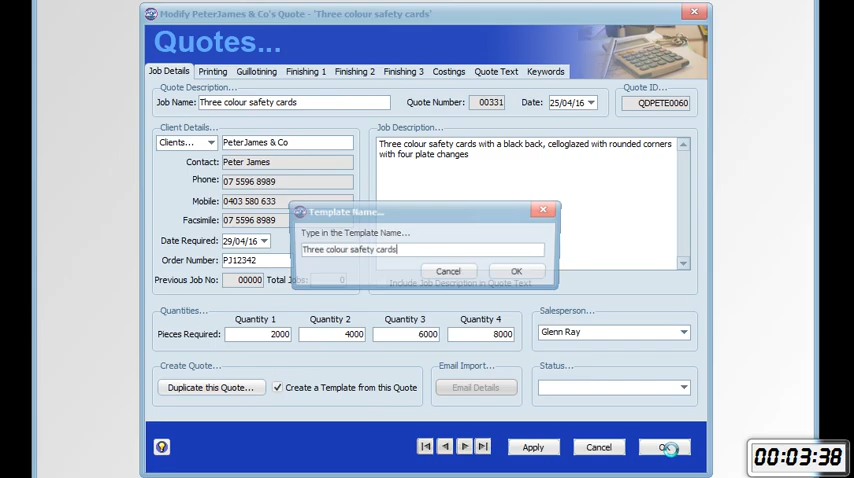 Modify PeterJames & Co's Quote - 'Three colour safety cards'
Quotes...
Job Details Printing Guillotining Finishing 1 Finishing 2 Finishing 3 Costings Quote Text Keywords
Quote Description... Quote ID...
Job Name: Three colour safety cards Quote Number: 00331 Date: 25/04/16 QDPETE0060
Client Details... Job Description...
Clients... PeterJames & Co
Three colour safety cards with a black back, celloglazed with rounded corners
with four plate changes
Contact: Peter James
Phone: 07 5596 8989
Mobile: 0403 580 633
Facsimile: 07 5596 8989
Date Required: 29/04/16
Order Number: PJ12342
Previous Job No: 00000 Total Jobs: 0
Template Name...
Type in the Template Name...
Three colour safety cards
Cancel OK
Include Job Description in Quote Text
Quantities... Salesperson...
Quantity 1 Quantity 2 Quantity 3 Quantity 4
Pieces Required: 2000 4000 6000 8000 Glenn Ray
Create Quote... Email Import... Status...
Duplicate this Quote... Create a Template from this Quote Email Details
Apply Cancel OK
00:03:38